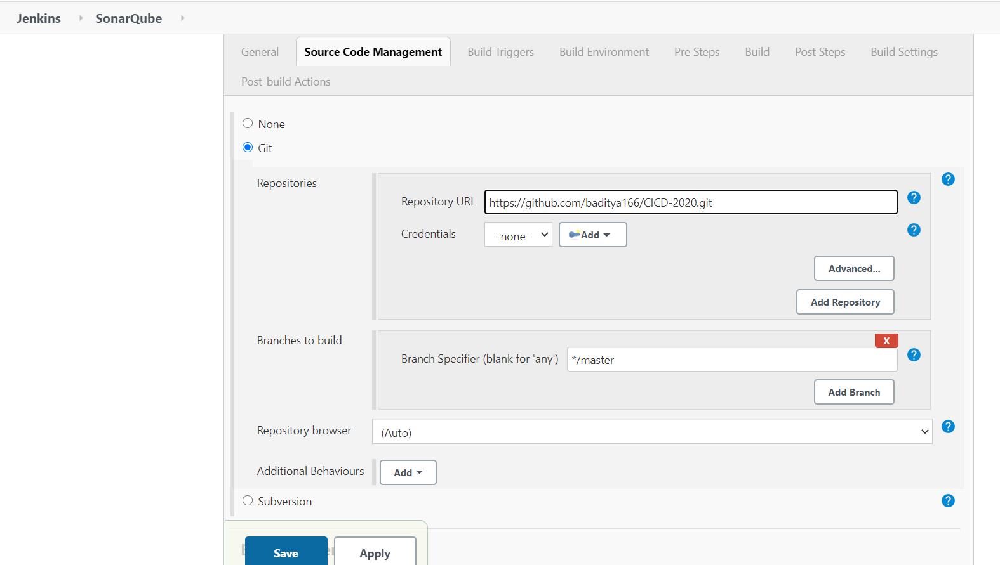 Jenkins SonarQube
General Source Code Management Build Triggers Build Environment Pre Steps Build Post Steps Build Settings
Post-build Actions
None
Git
Repositories
?
Repository URL https://github.com/baditya166/CICD-2020.git ?
Credentials - none - Add ?
Advanced...
Add Repository
Branches to build
X
Branch Specifier (blank for 'any') */master ?
Add Branch
Repository browser (Auto) ?
Additional Behaviours Add
Subversion ?
Save Apply